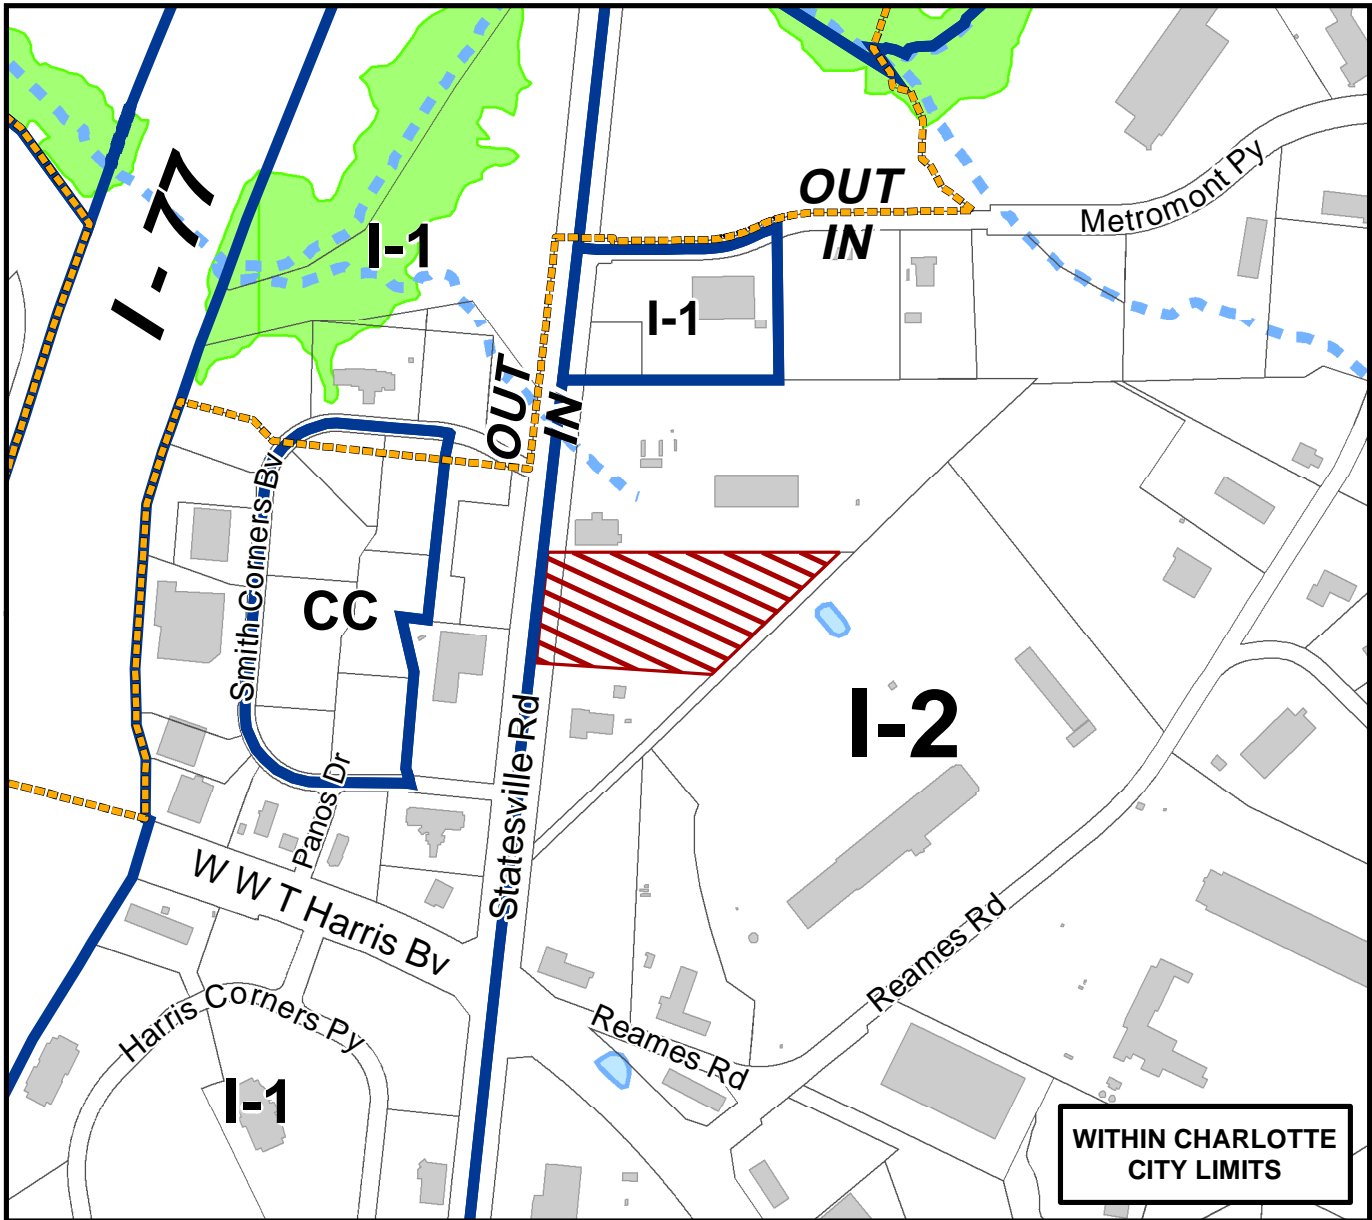 I - 77
I-1
OUT
IN
Metromont Py
I-1
OUT
IN
Smith Corners Bv
CC
Statesville Rd
I-2
Panos Dr
W W T Harris Bv
Reames Rd
Harris Corners Py
Reames Rd
I-1
WITHIN CHARLOTTE
CITY LIMITS